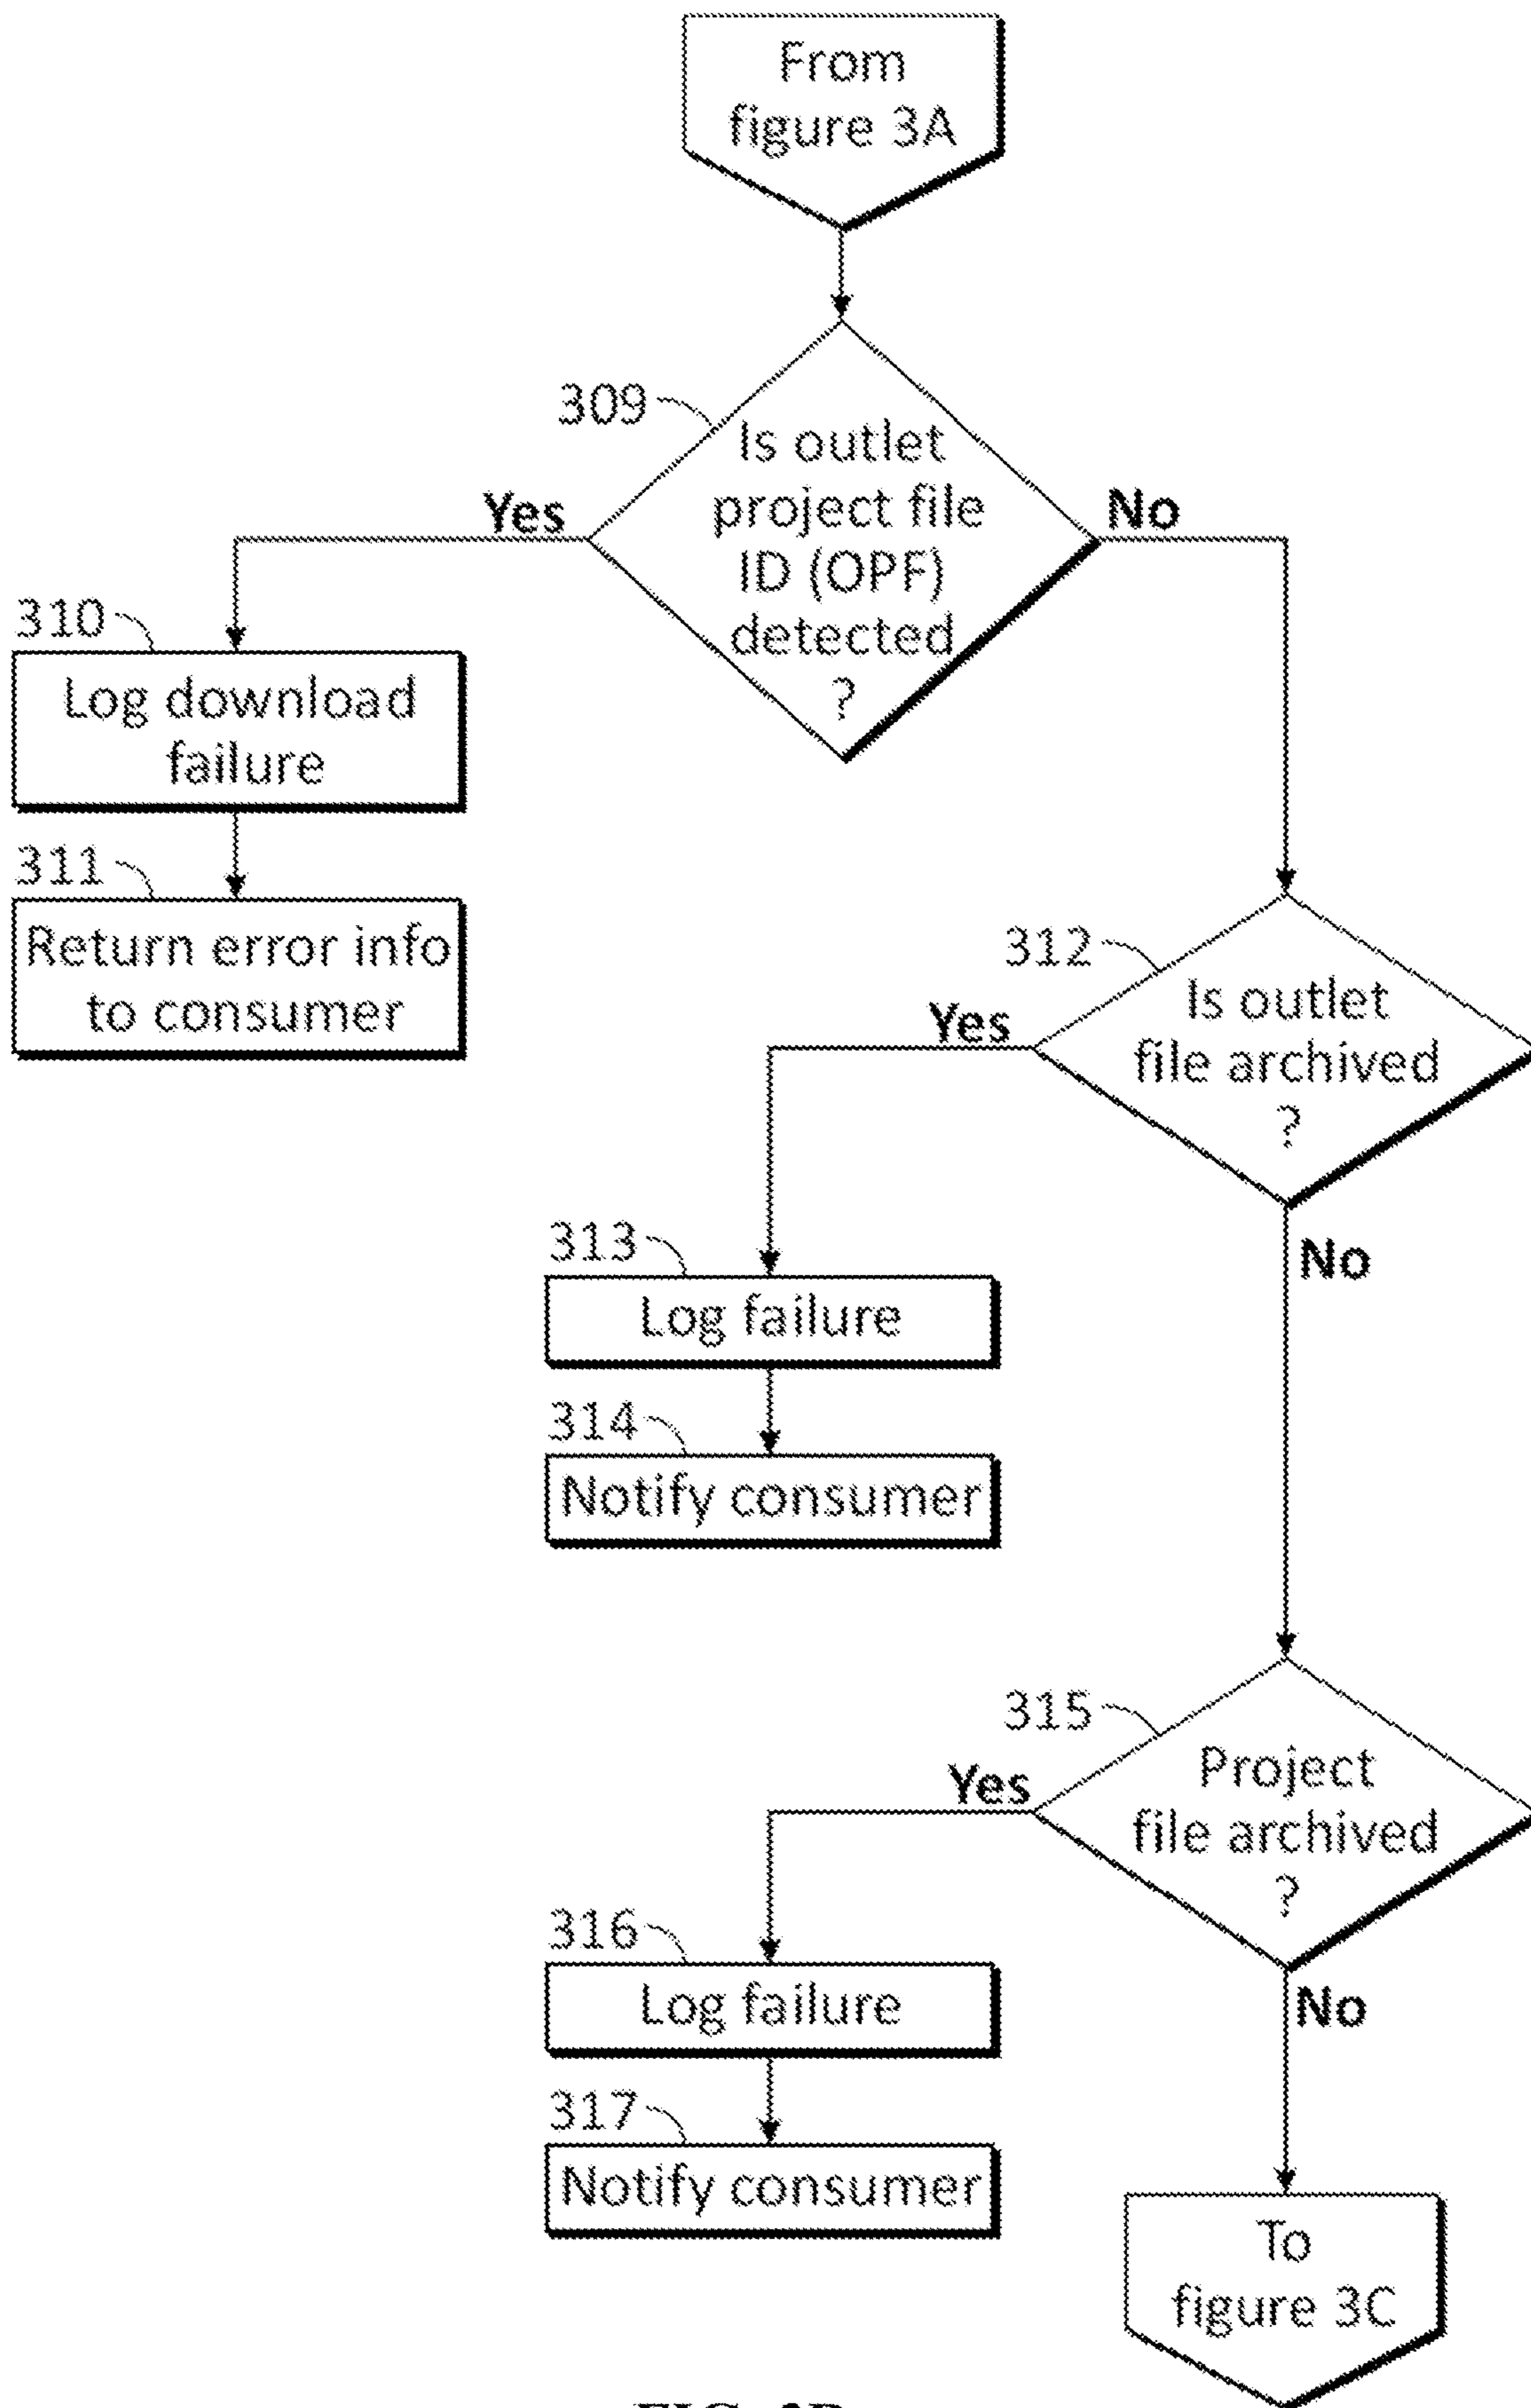 From
figure 3A
309
Is outlet
project file
ID (OPF)
detected
?
Yes
No
310
Log download
failure
311
Return error info
to consumer
312
Is outlet
file archived
?
Yes
No
313
Log failure
314
Notify consumer
315
Project
file archived
?
Yes
No
316
Log failure
317
Notify consumer
To
figure 3C